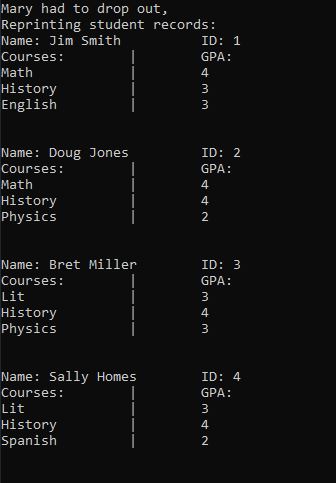 Mary had to drop out,
Reprinting student records:
Name: Jim Smith          ID: 1
Courses:        |        GPA:
Math            |        4
History         |        3
English         |        3
Name: Doug Jones         ID: 2
Courses:        |        GPA:
Math            |        4
History         |        4
Physics         |        2
Name: Bret Miller        ID: 3
Courses:        |        GPA:
Lit             |        3
History         |        4
Physics         |        3
Name: Sally Homes        ID: 4
Courses:        |        GPA:
Lit             |        3
History         |        4
Spanish         |        2